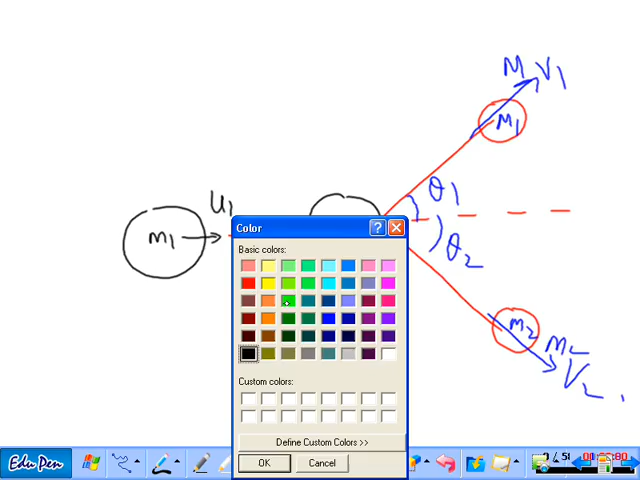 M V1
M1
θ1
U1
M1
θ2
Color
? X
Basic colors:
m2 M2
V2
Custom colors:
Define Custom Colors >>
OK Cancel
Edu Pen